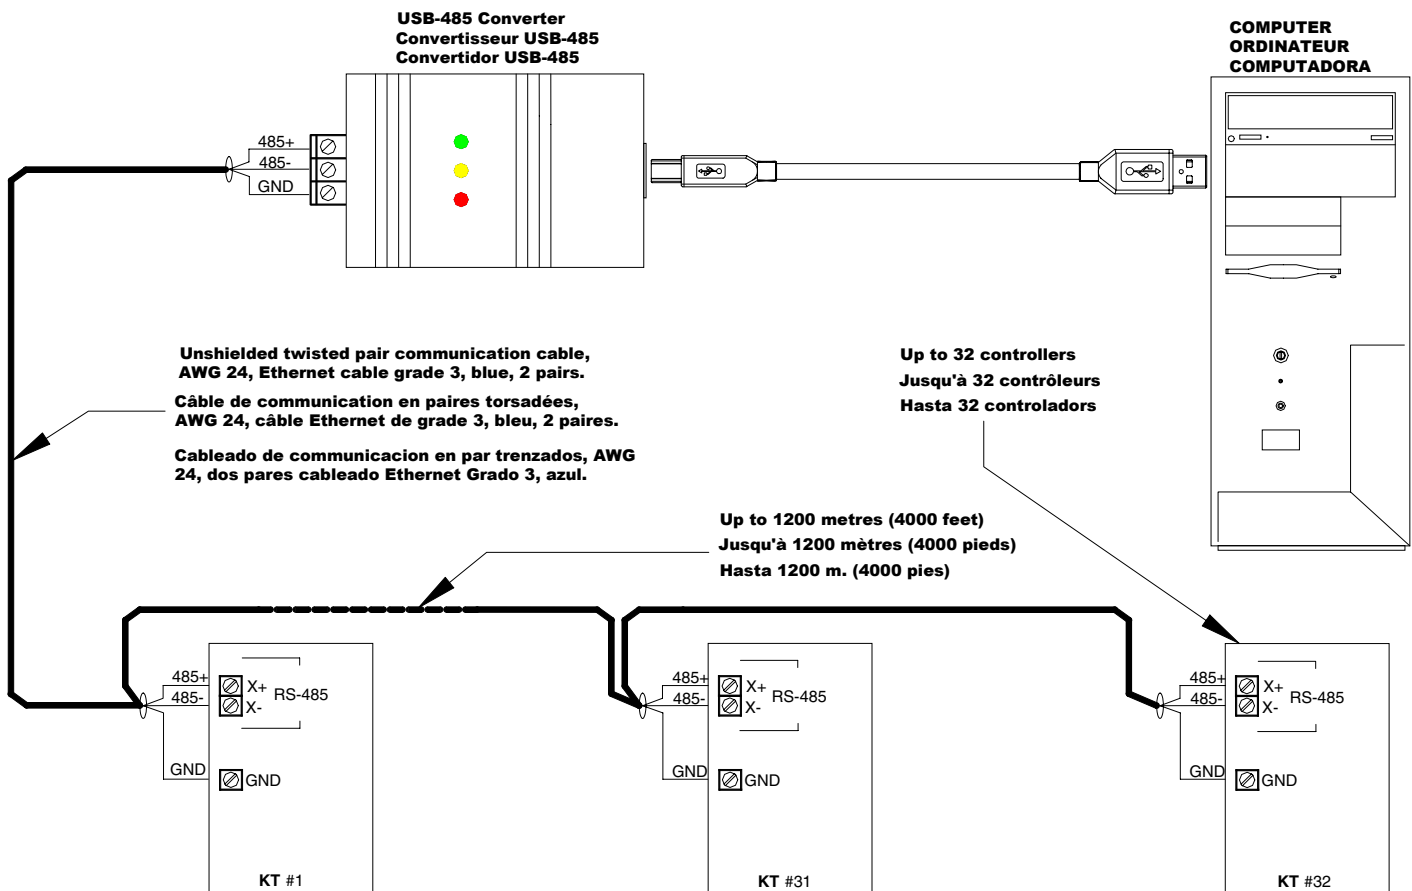 USB-485 Converter
Convertisseur USB-485
Convertidor USB-485
COMPUTER
ORDINATEUR
COMPUTADORA
485+
485-
GND
Unshielded twisted pair communication cable,
AWG 24, Ethernet cable grade 3, blue, 2 pairs.
Câble de communication en paires torsadées,
AWG 24, câble Ethernet de grade 3, bleu, 2 paires.
Cableado de communicacion en par trenzados, AWG
24, dos pares cableado Ethernet Grado 3, azul.
Up to 32 controllers
Jusqu'à 32 contrôleurs
Hasta 32 controladors
Up to 1200 metres (4000 feet)
Jusqu'à 1200 mètres (4000 pieds)
Hasta 1200 m. (4000 pies)
485+
485-
GND
X+
X-
RS-485
GND
KT #1
485+
485-
GND
X+
X-
RS-485
GND
KT #31
485+
485-
GND
X+
X-
RS-485
GND
KT #32